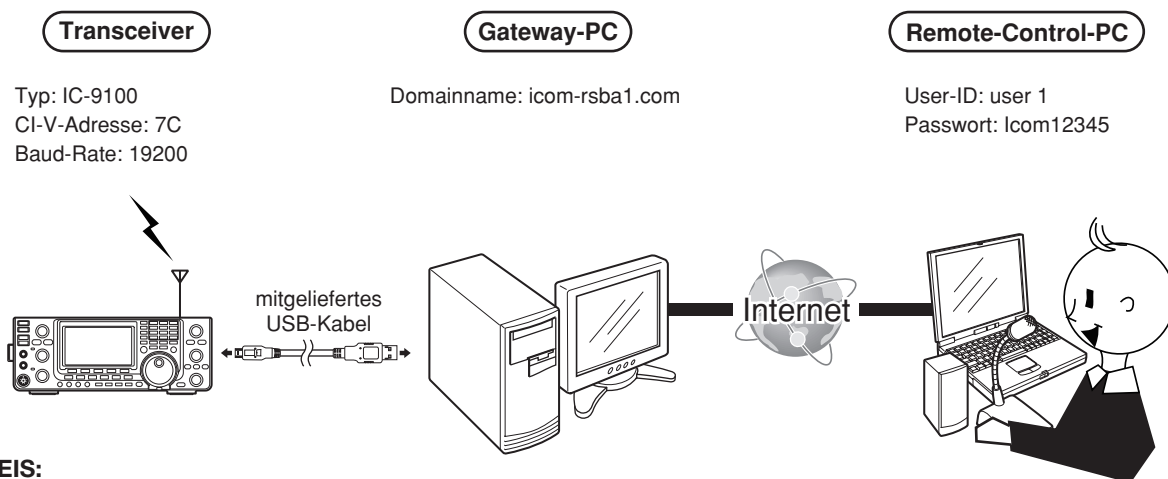 Transceiver
Gateway-PC
Remote-Control-PC
Typ: IC-9100
CI-V-Adresse: 7C
Baud-Rate: 19200
Domainname: icom-rsba1.com
User-ID: user 1
Passwort: Icom12345
mitgeliefertes
USB-Kabel
Internet
EIS: